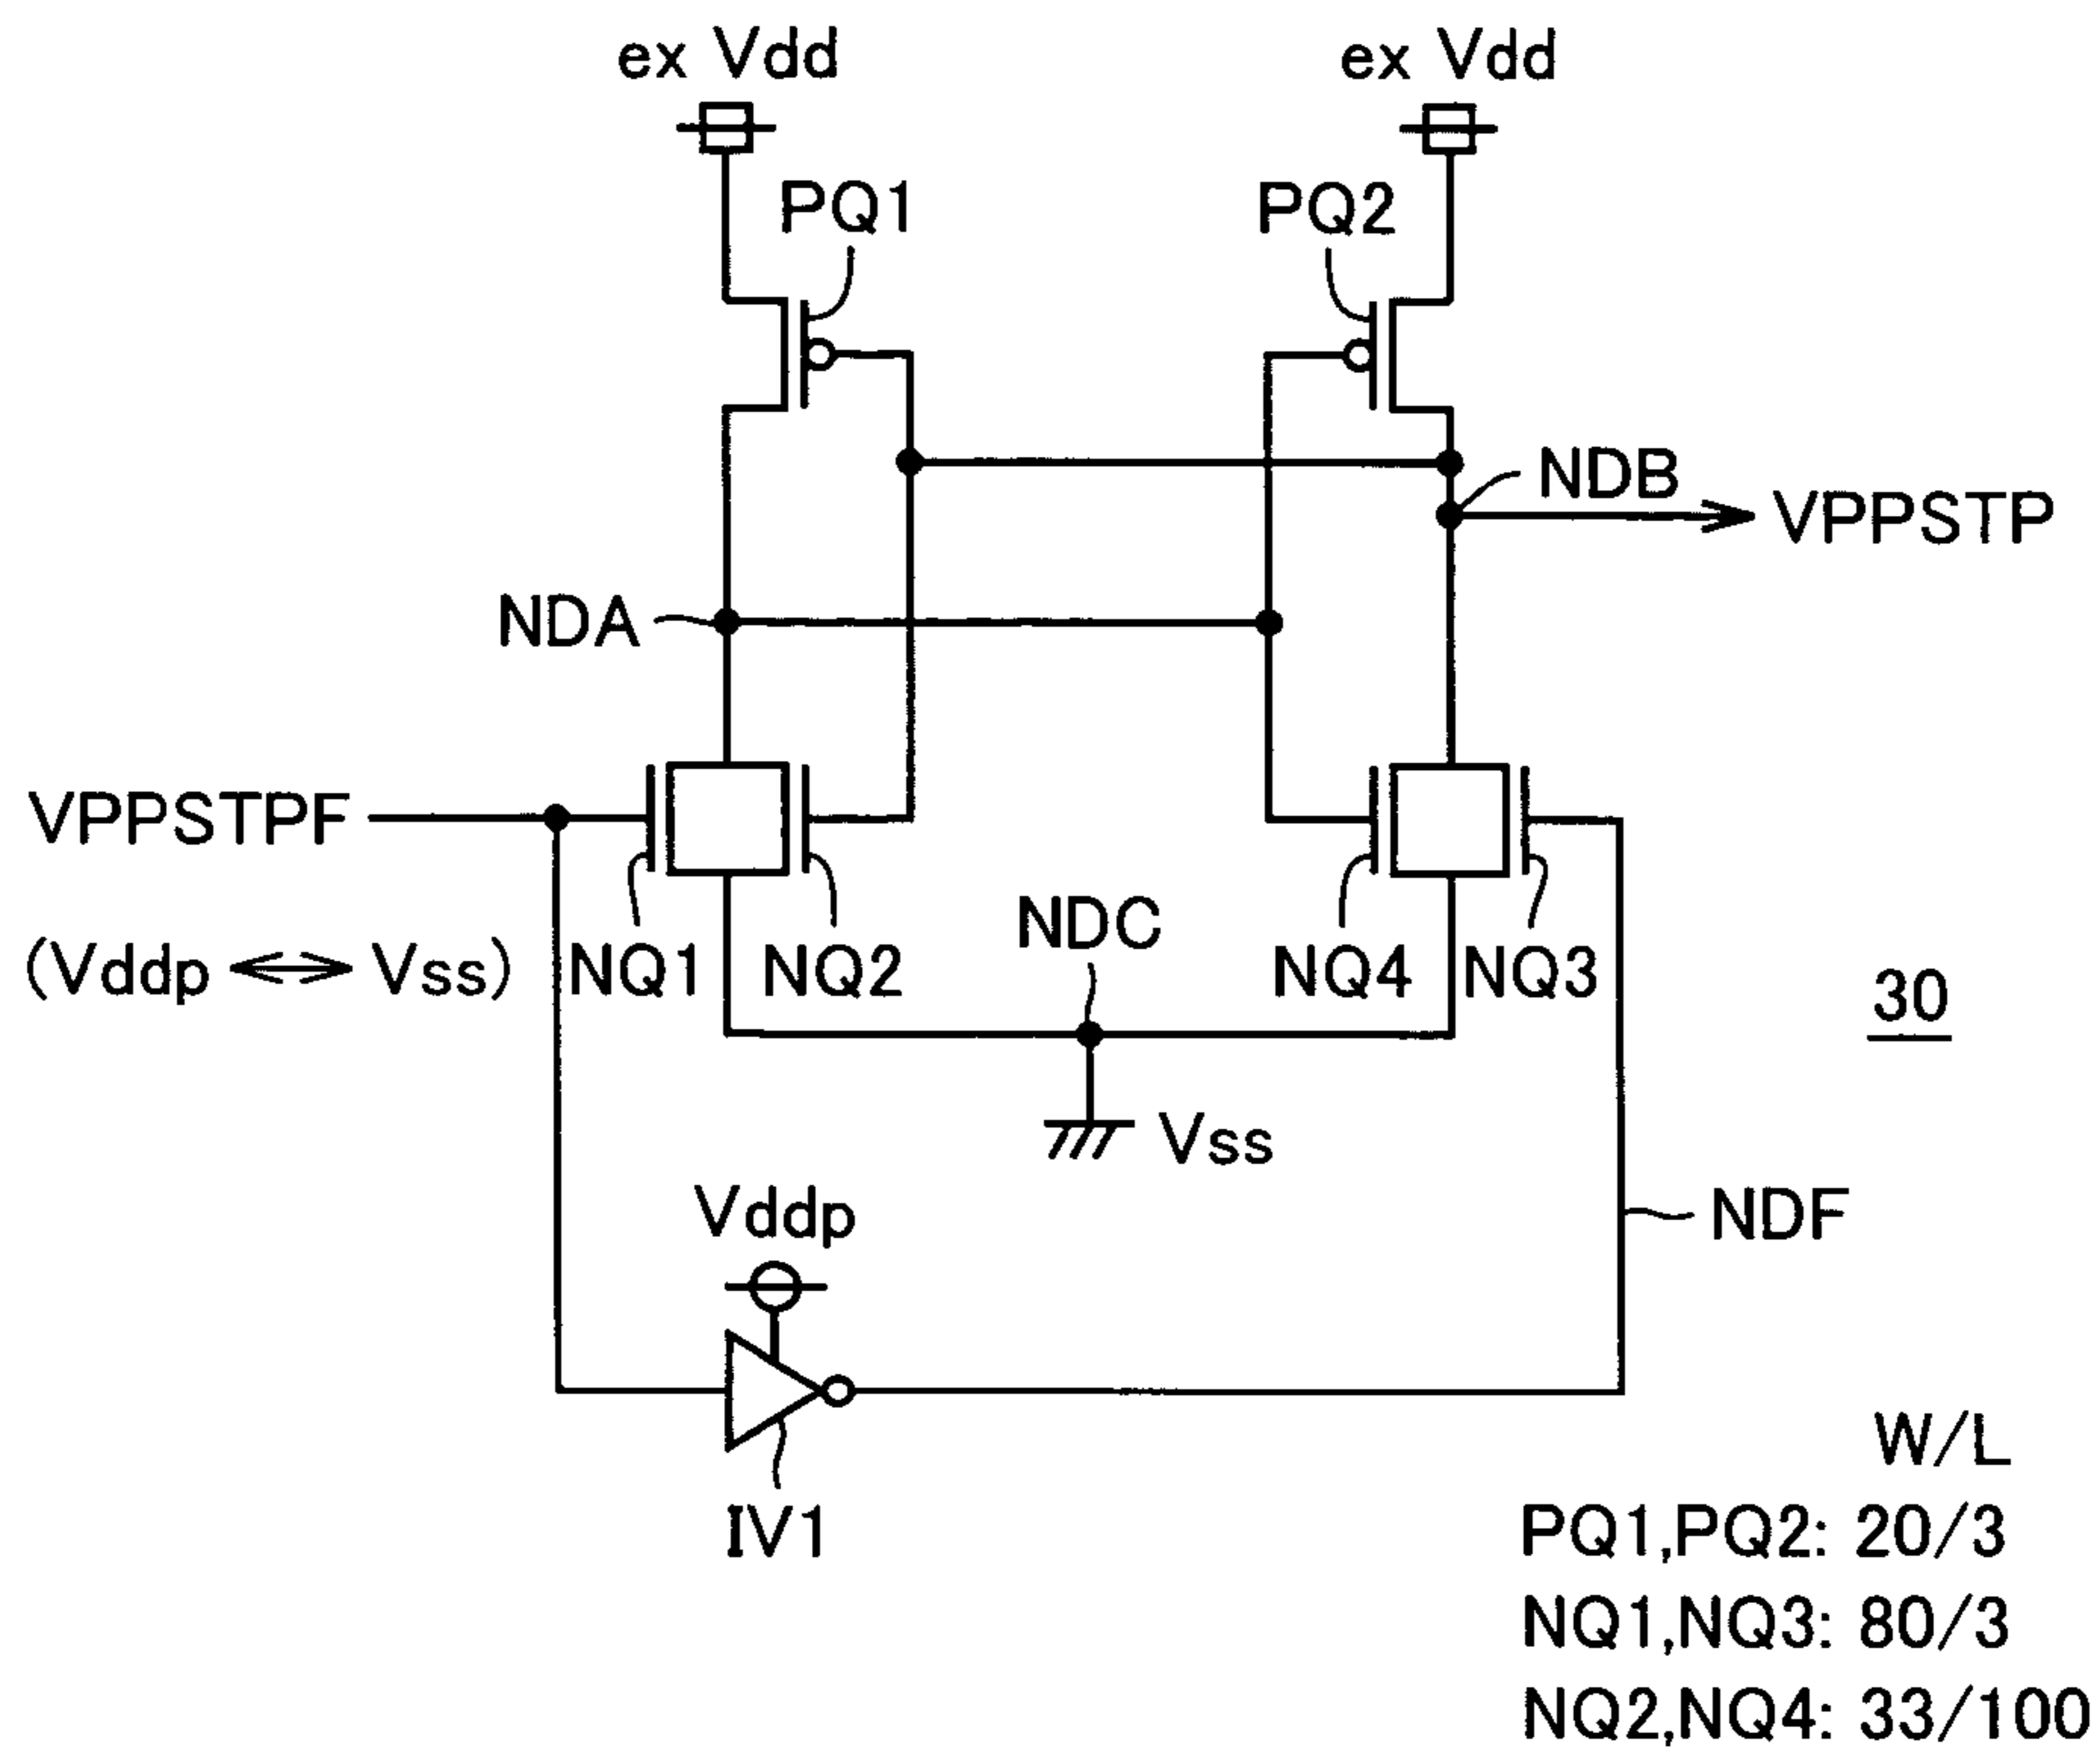 ex Vdd
ex Vdd
PQ1
PQ2
NDB
VPPSTP
NDA
VPPSTPF
NDC
(Vddp ⟷ Vss)
NQ1
NQ2
NQ4
NQ3
30
Vss
Vddp
NDF
IV1
W/L
PQ1,PQ2: 20/3
NQ1,NQ3: 80/3
NQ2,NQ4: 33/100